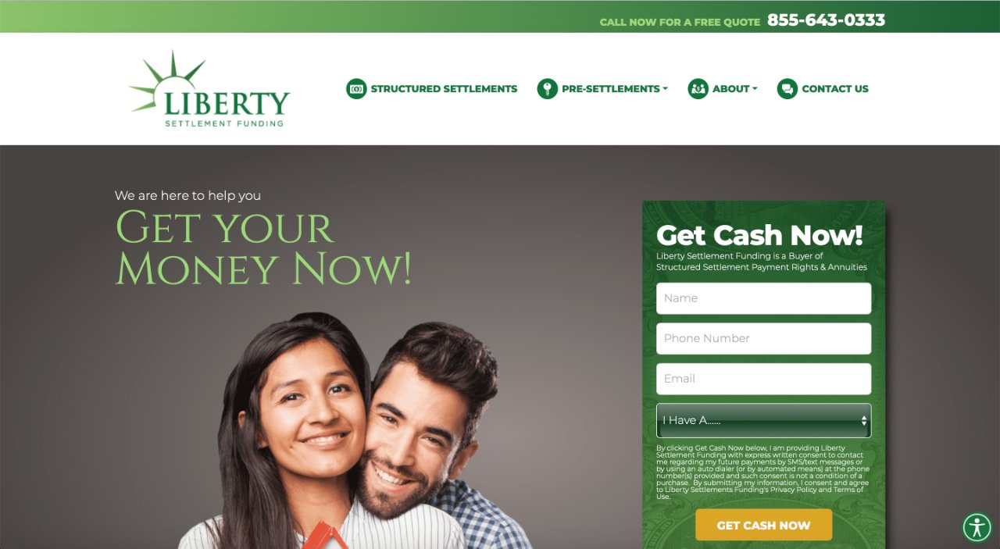 CALL NOW FOR A FREE QUOTE 855-643-0333
LIBERTY
SETTLEMENT FUNDING
STRUCTURED SETTLEMENTS
PRE-SETTLEMENTS
ABOUT
CONTACT US
We are here to help you
GET YOUR
MONEY NOW!
Get Cash Now!
Liberty Settlement Funding is a Buyer of
Structured Settlement Payment Rights & Annuities
Name
Phone Number
Email
I Have A......
By clicking Get Cash Now below, I am providing Liberty
Settlement Funding with express written consent to contact
me regarding my future payments by SMS/text messages or
by using an auto dialer (or by automated means) at the phone
number(s) provided and such consent is not a condition of a
purchase.  By submitting my information, I consent and agree
to Liberty Settlements Funding's Privacy Policy and Terms of
Use.
GET CASH NOW